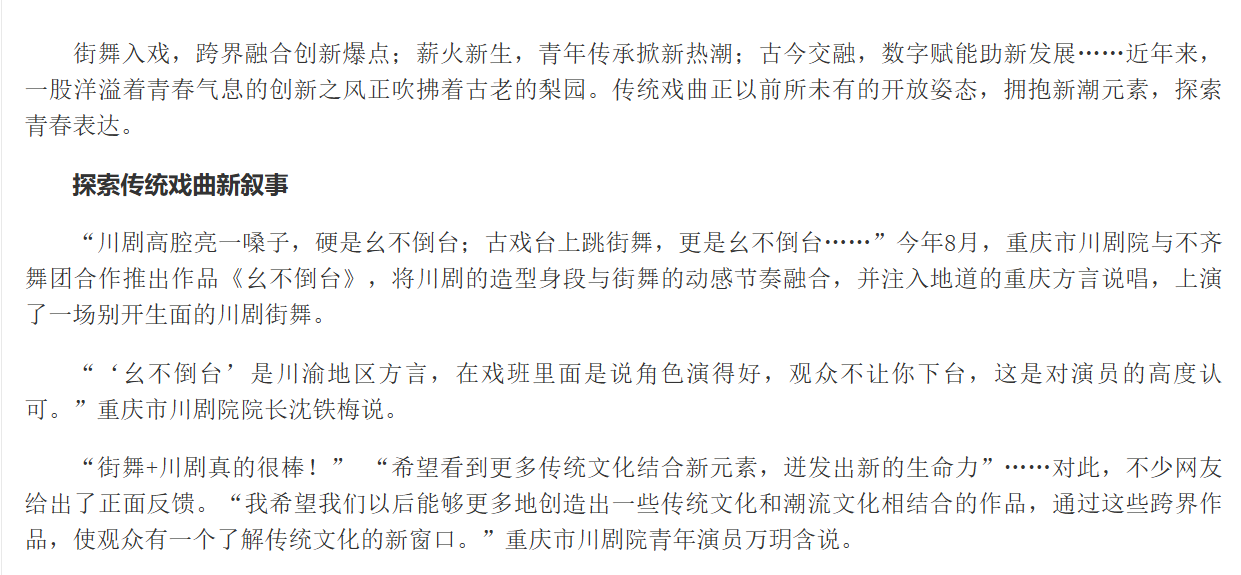 街舞入戏，跨界融合创新爆点；薪火新生，青年传承掀新热潮；古今交融，数字赋能助新发展……近年来，
一股洋溢着青春气息的创新之风正吹拂着古老的梨园。传统戏曲正以前所未有的开放姿态，拥抱新潮元素，探索
青春表达。
探索传统戏曲新叙事
“川剧高腔亮一嗓子，硬是幺不倒台；古戏台上跳街舞，更是幺不倒台……”今年8月，重庆市川剧院与不齐
舞团合作推出作品《幺不倒台》，将川剧的造型身段与街舞的动感节奏融合，并注入地道的重庆方言说唱，上演
了一场别开生面的川剧街舞。
“‘幺不倒台’是川渝地区方言，在戏班里面是说角色演得好，观众不让你下台，这是对演员的高度认
可。”重庆市川剧院院长沈铁梅说。
“街舞+川剧真的很棒！” “希望看到更多传统文化结合新元素，迸发出新的生命力”……对此，不少网友
给出了正面反馈。“我希望我们以后能够更多地创造出一些传统文化和潮流文化相结合的作品，通过这些跨界作
品，使观众有一个了解传统文化的新窗口。”重庆市川剧院青年演员万玥含说。